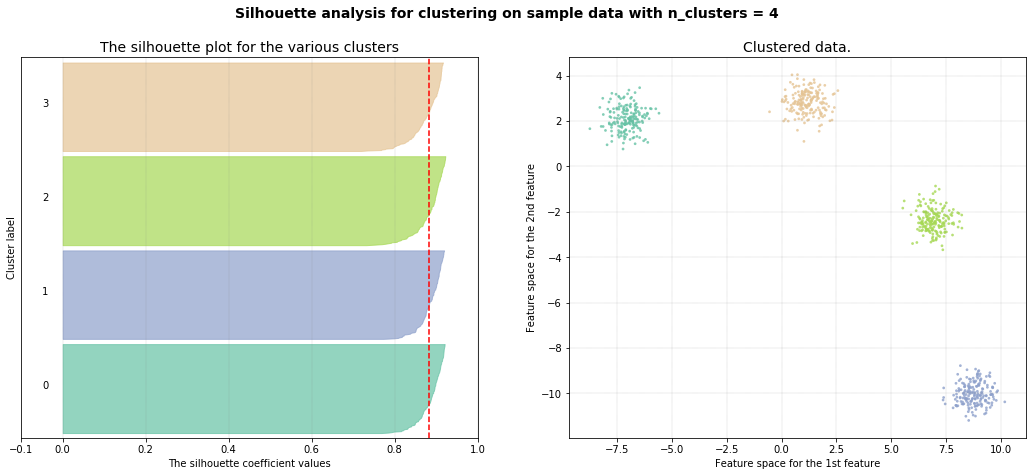 Silhouette analysis for clustering on sample data with n_clusters = 4
The silhouette plot for the various clusters
Cluster label
3
2
1
0
−0.1 0.0 0.2 0.4 0.6 0.8 1.0
The silhouette coefficient values
Clustered data.
Feature space for the 2nd feature
4
2
0
−2
−4
−6
−8
−10
−7.5 −5.0 −2.5 0.0 2.5 5.0 7.5 10.0
Feature space for the 1st feature